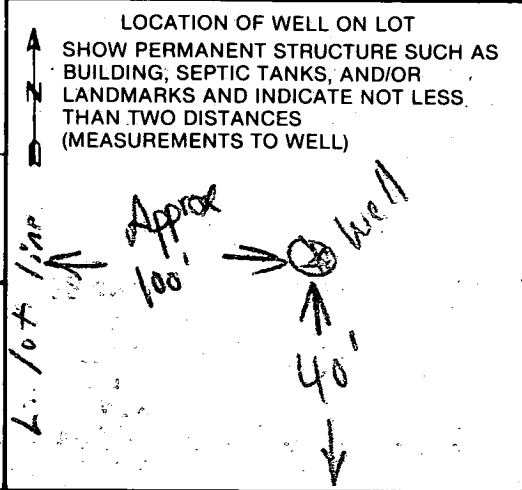 LOCATION OF WELL ON LOT
SHOW PERMANENT STRUCTURE SUCH AS
BUILDING, SEPTIC TANKS, AND/OR
LANDMARKS AND INDICATE NOT LESS
THAN TWO DISTANCES
(MEASUREMENTS TO WELL)
N
Approx
100'
Well
lot line
40'